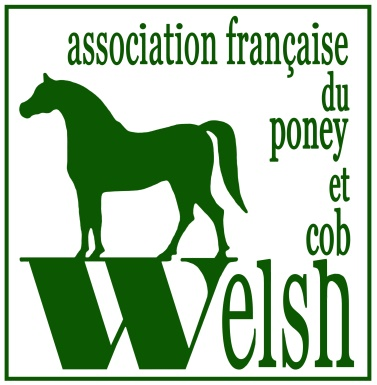 association française
du
poney
et
cob
Welsh